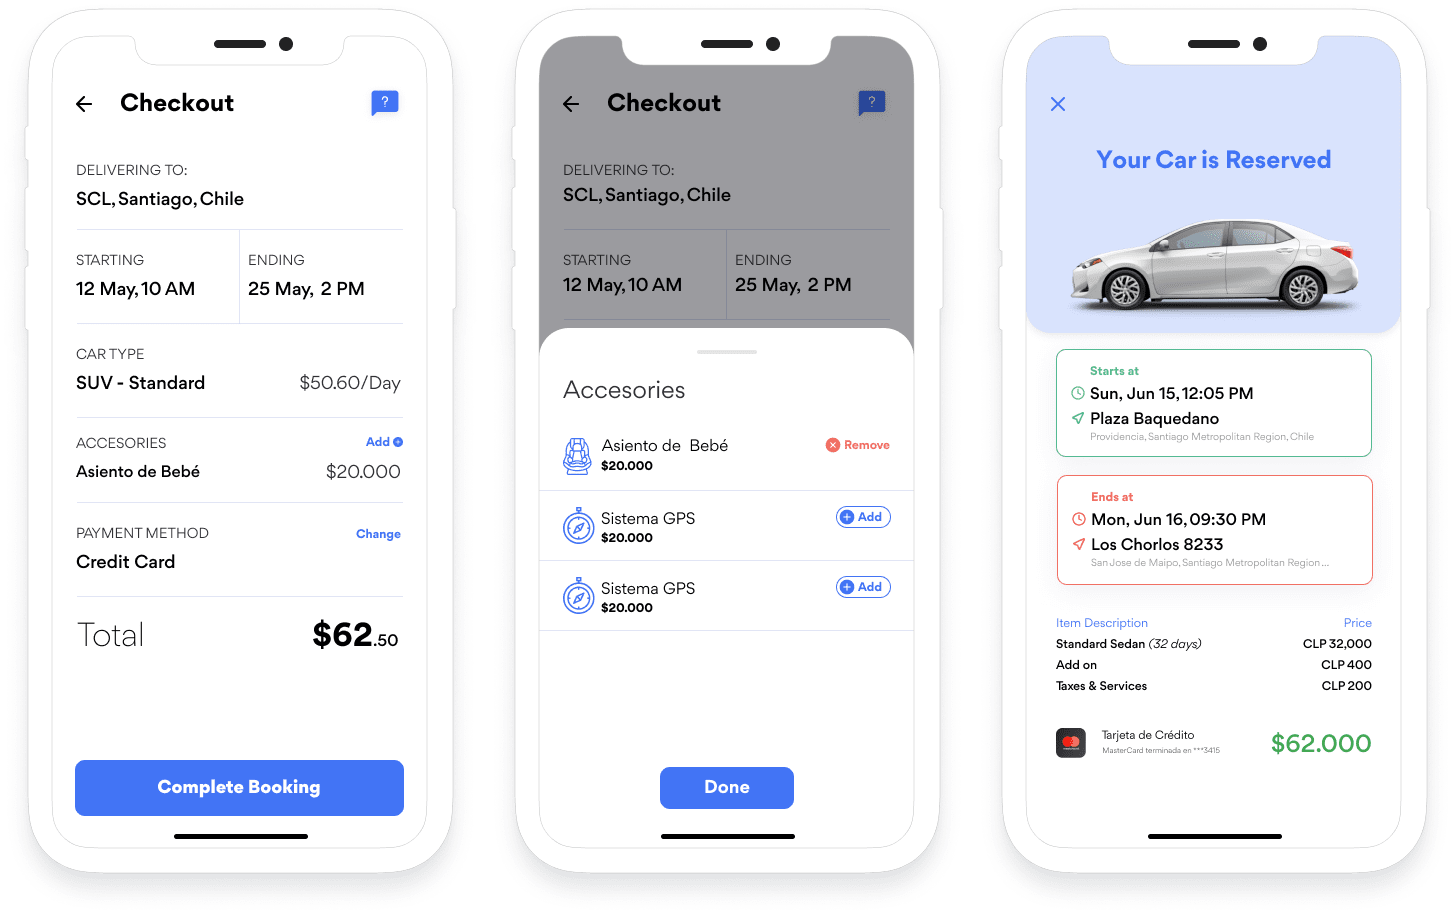 Checkout
?
DELIVERING TO:
SCL, Santiago, Chile
STARTING
12 May, 10 AM
ENDING
25 May, 2 PM
CAR TYPE
SUV - Standard $50.60/Day
ACCESORIES Add
Asiento de Bebé $20.000
PAYMENT METHOD Change
Credit Card
Total $62.50
Complete Booking
Checkout
?
DELIVERING TO:
SCL, Santiago, Chile
STARTING
12 May, 10 AM
ENDING
25 May, 2 PM
Accesories
Asiento de Bebé
$20.000
Remove
Sistema GPS
$20.000
Add
Sistema GPS
$20.000
Add
Done
Your Car is Reserved
Starts at
Sun, Jun 15, 12:05 PM
Plaza Baquedano
Providencia, Santiago Metropolitan Region, Chile
Ends at
Mon, Jun 16, 09:30 PM
Los Chorlos 8233
San Jose de Maipo, Santiago Metropolitan Region...
Item Description Price
Standard Sedan (32 days) CLP 32,000
Add on CLP 400
Taxes & Services CLP 200
Tarjeta de Crédito
MasterCard terminada en ***3415
$62.000